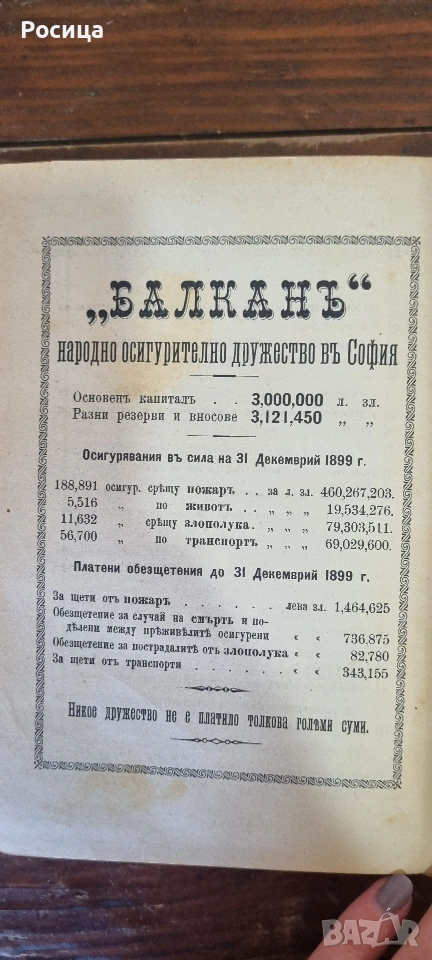 Росица
„БАЛКАНЪ“
народно осигурително дружество въ София
Основенъ капиталъ . . 3,000,000 л. зл.
Разни резерви и вносове 3,121,450 „ „
Осигурявания въ сила на 31 Декемврий 1899 г.
188,891 осигур. срѣщу пожаръ . . за л. зл. 460,267,203.
5,516 „ по животъ . . „ „ „ 19,534,276.
11,632 „ срѣщу злополука. „ „ „ 79,303,511.
56,700 „ по транспортъ „ „ „ 69,029,600.
Платени обезщетения до 31 Декемврий 1899 г.
За щети отъ пожаръ . . . . . лева зл. 1,464,625
Обезщетение за случай на смърть и по-
дѣлени между прѣживѣлитѣ осигурени « « 736.875
Обезщетение за пострадалитѣ отъ злополука « « 82,780
За щети отъ транспорти . . . . . « « 343,155
Никое дружество не е платило толкова голѣми суми.
BAZAR